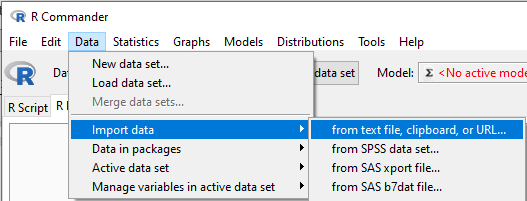 R Commander
File Edit Data Statistics Graphs Models Distributions Tools Help
R Da data set Model: Σ <No active mode
New data set...
Load data set...
Merge data sets...
R Script R
Import data from text file, clipboard, or URL...
Data in packages from SPSS data set...
Active data set from SAS xport file...
Manage variables in active data set from SAS b7dat file...